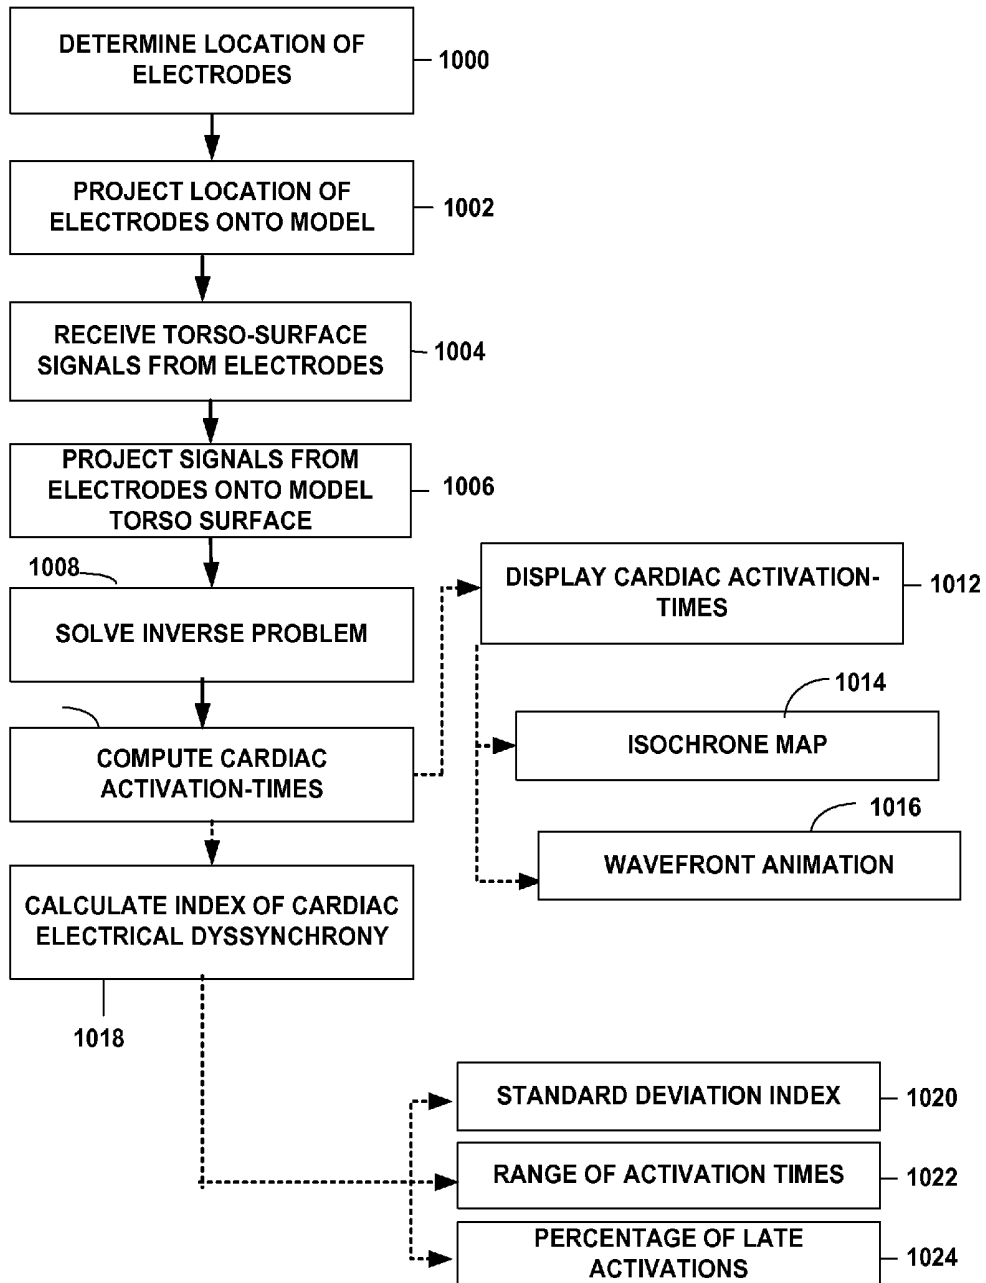 DETERMINE LOCATION OF
ELECTRODES
1000
PROJECT LOCATION OF
ELECTRODES ONTO MODEL
1002
RECEIVE TORSO-SURFACE
SIGNALS FROM ELECTRODES
1004
PROJECT SIGNALS FROM
ELECTRODES ONTO MODEL
TORSO SURFACE
1006
1008
SOLVE INVERSE PROBLEM
COMPUTE CARDIAC
ACTIVATION-TIMES
DISPLAY CARDIAC ACTIVATION-
TIMES
1012
1014
ISOCHRONE MAP
1016
WAVEFRONT ANIMATION
CALCULATE INDEX OF CARDIAC
ELECTRICAL DYSSYNCHRONY
1018
STANDARD DEVIATION INDEX
1020
RANGE OF ACTIVATION TIMES
1022
PERCENTAGE OF LATE
ACTIVATIONS
1024